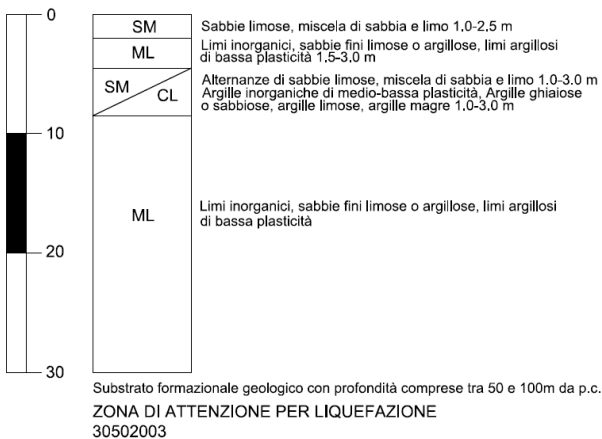 0
10
20
30
SM
Sabbie limose, miscela di sabbia e limo 1.0-2.5 m
ML
Limi inorganici, sabbie fini limose o argillose, limi argillosi
di bassa plasticità 1.5-3.0 m
SM
CL
Alternanze di sabbie limose, miscela di sabbia e limo 1.0-3.0 m
Argille inorganiche di medio-bassa plasticità, Argille ghiaiose
o sabbiose, argille limose, argille magre 1.0-3.0 m
ML
Limi inorganici, sabbie fini limose o argillose, limi argillosi
di bassa plasticità
Substrato formazionale geologico con profondità comprese tra 50 e 100m da p.c.
ZONA DI ATTENZIONE PER LIQUEFAZIONE
30502003